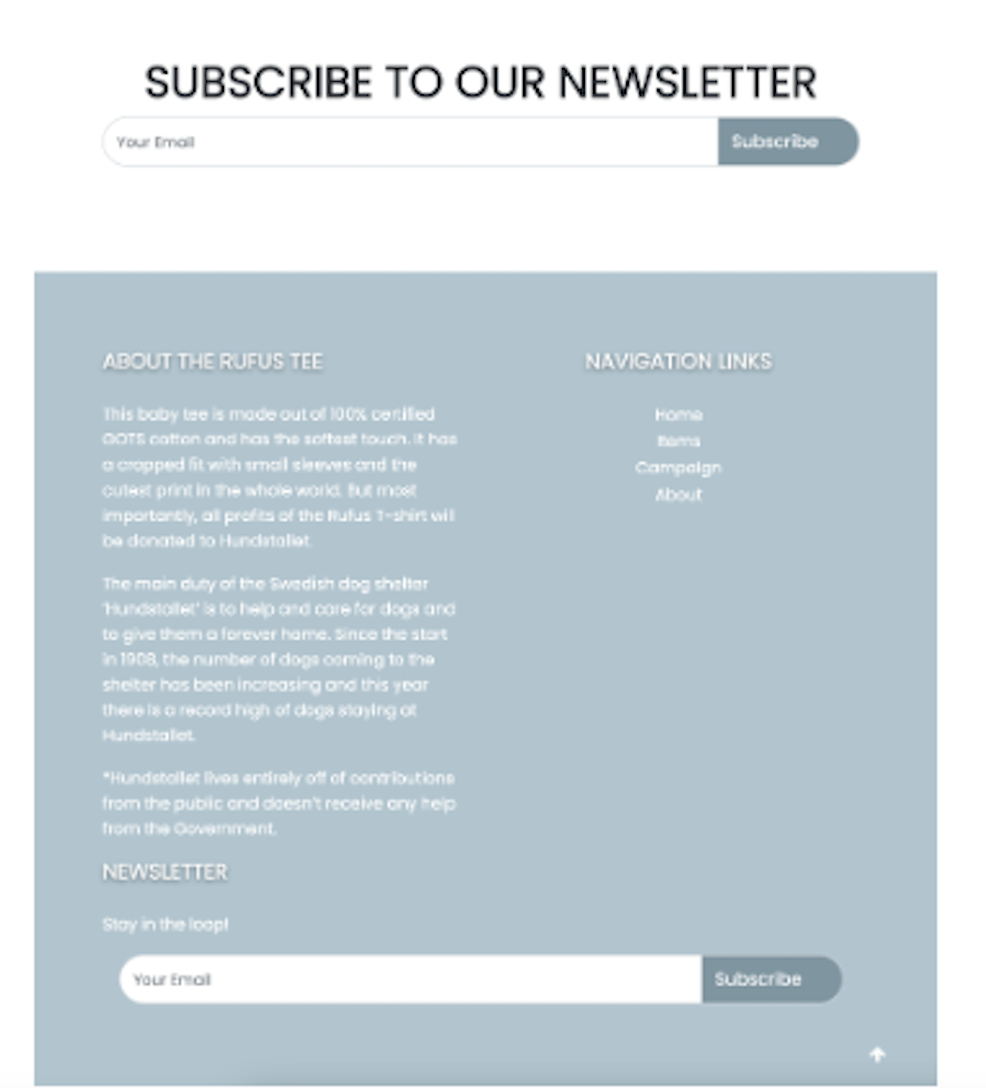 SUBSCRIBE TO OUR NEWSLETTER
Your Email
Subscribe
ABOUT THE RUFUS TEE
This baby tee is made out of 100% certified
GOTS cotton and has the softest touch. It has
a cropped fit with small sleeves and the
cutest print in the whole world. But most
importantly, all profits of the Rufus T-shirt will
be donated to Hundstallet.
The main duty of the Swedish dog shelter
'Hundstallet' is to help and care for dogs and
to give them a forever home. Since the start
in 1908, the number of dogs coming to the
shelter has been increasing and this year
there is a record high of dogs staying at
Hundstallet.
*Hundstallet lives entirely off of contributions
from the public and doesn't receive any help
from the Government.
NAVIGATION LINKS
Home
Items
Campaign
About
NEWSLETTER
Stay in the loop!
Your Email
Subscribe